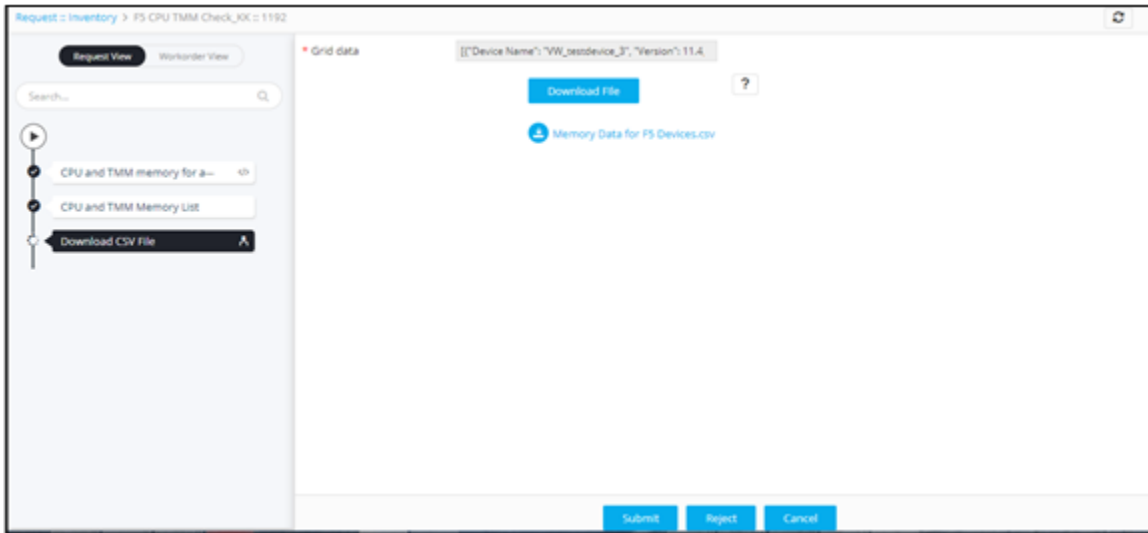 Request :: Inventory > F5 CPU TMM Check_KK :: 1192
Request View Workorder View
Search...
CPU and TMM memory for a—
CPU and TMM Memory List
Download CSV File
* Grid data [{"Device Name": "VW_testdevice_3", "Version": 11.4,
Download File ?
Memory Data for F5 Devices.csv
Submit Reject Cancel